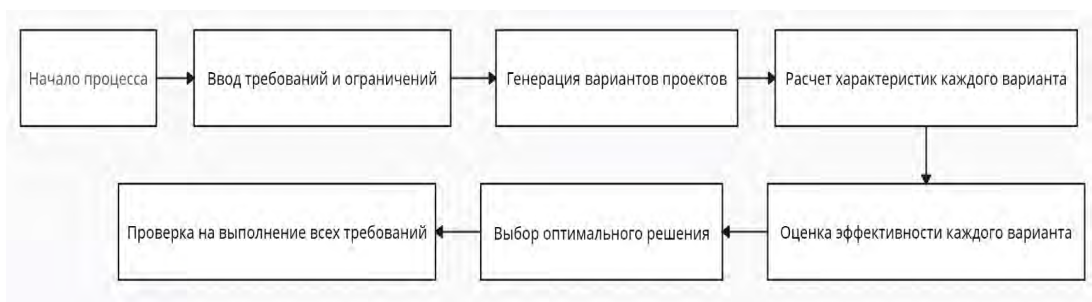 Начало процесса
Ввод требований и ограничений
Генерация вариантов проектов
Расчет характеристик каждого варианта
Оценка эффективности каждого варианта
Выбор оптимального решения
Проверка на выполнение всех требований